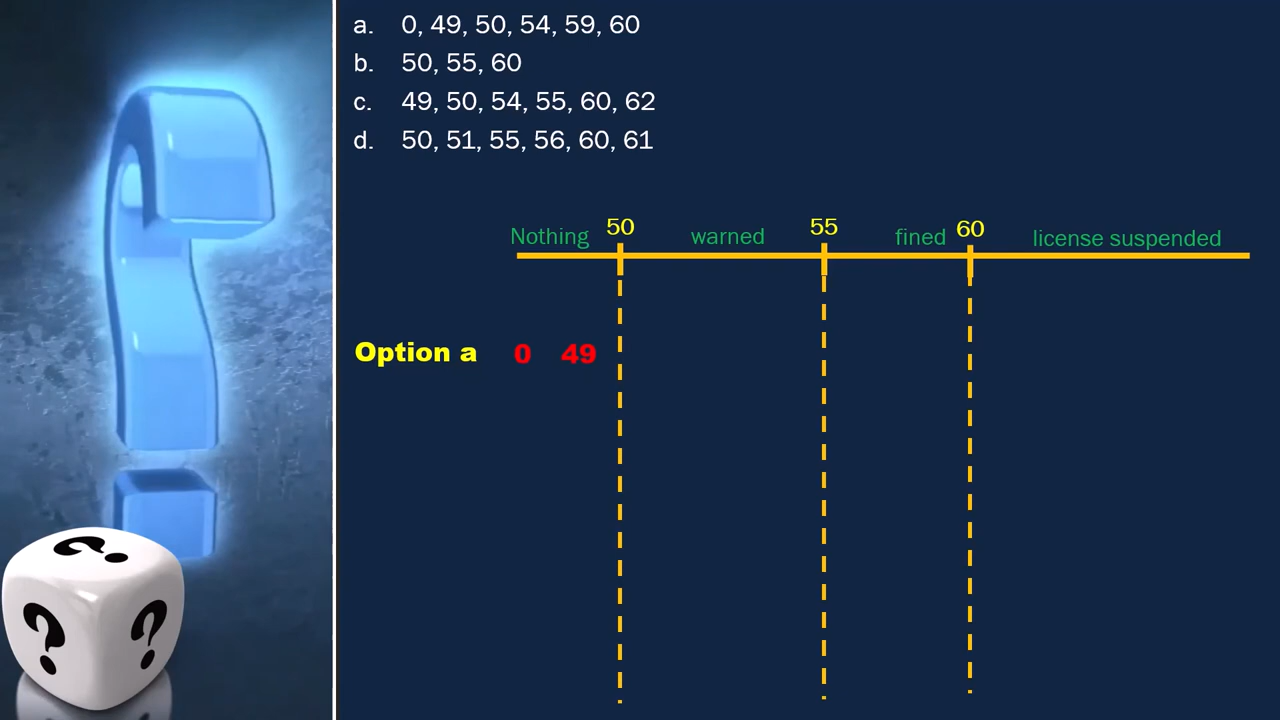 a. 0, 49, 50, 54, 59, 60
b. 50, 55, 60
c. 49, 50, 54, 55, 60, 62
d. 50, 51, 55, 56, 60, 61
Nothing 50 warned 55 fined 60 license suspended
Option a 0 49
? ? ?